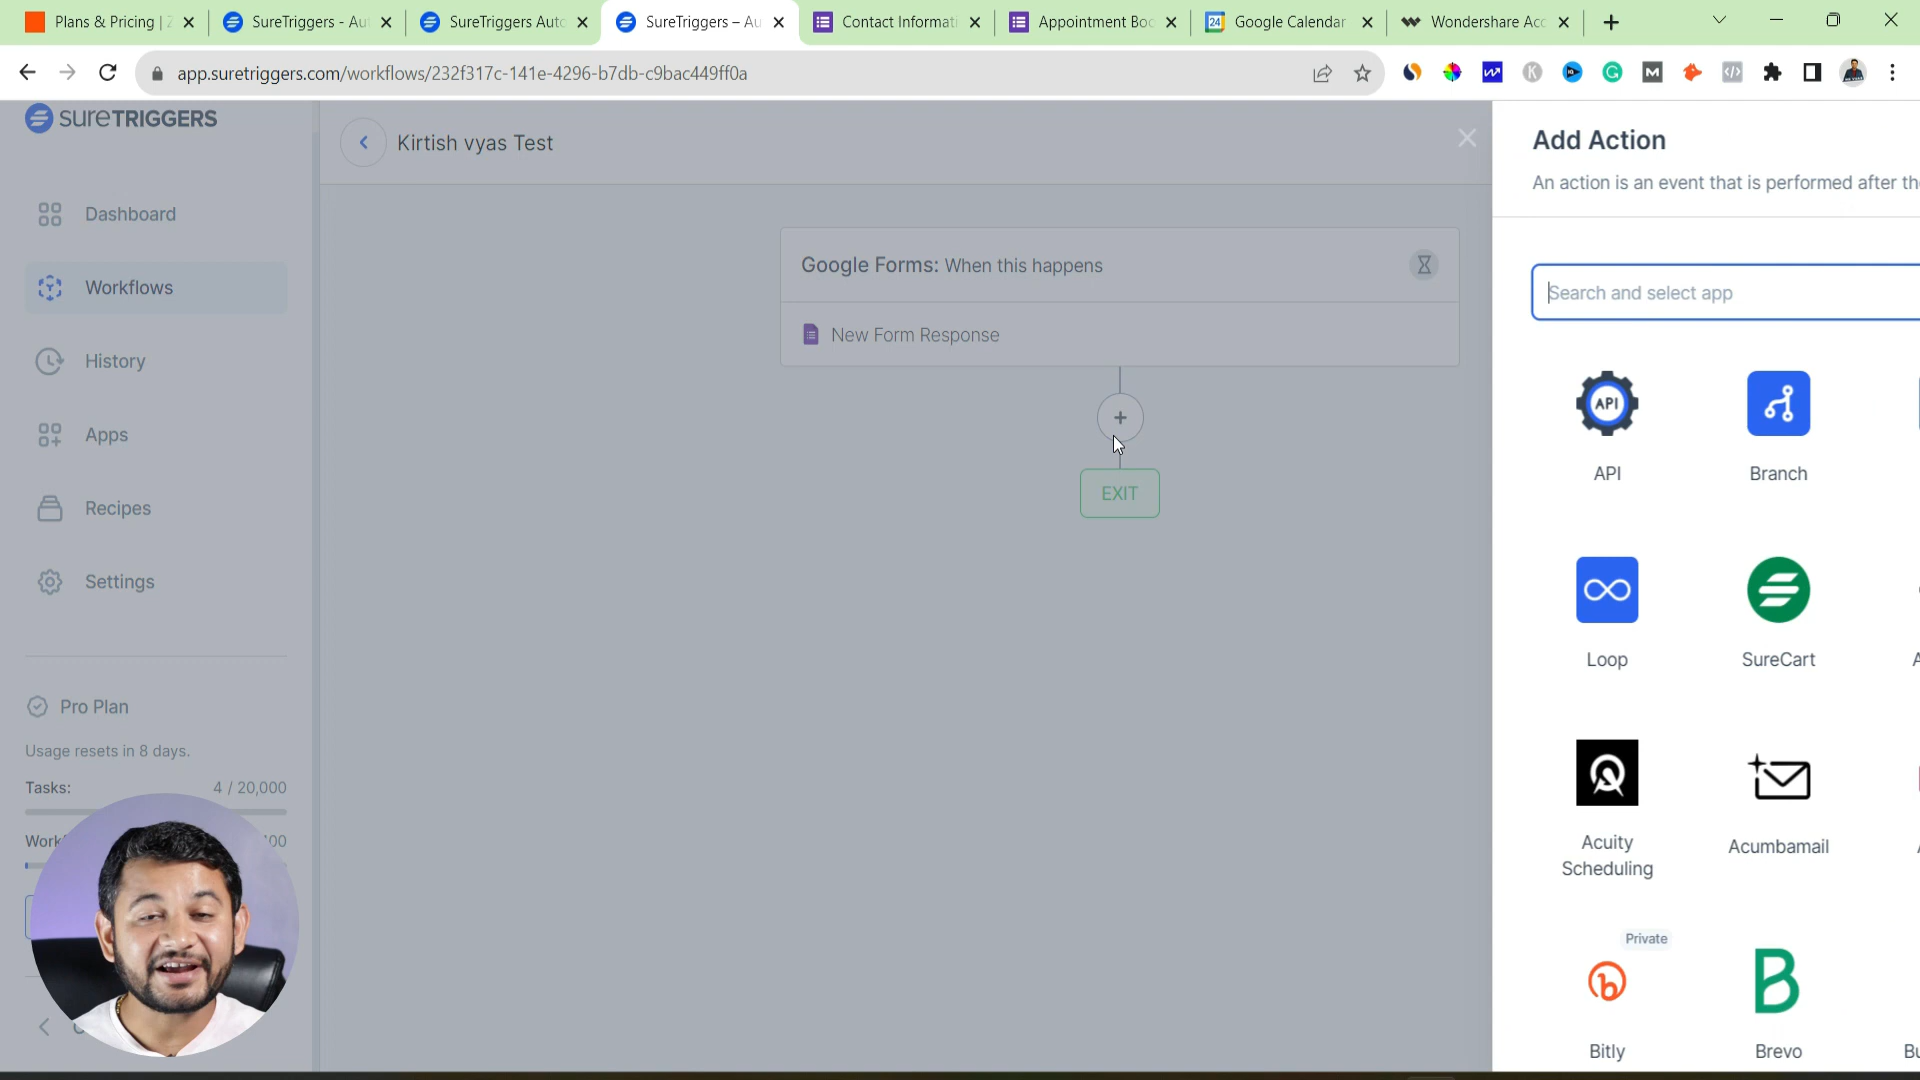 Plans & Pricing |
SureTriggers - Au
SureTriggers Auto
SureTriggers – Au
Contact Informati
Appointment Boo
Google Calendar
Wondershare Acc
app.suretriggers.com/workflows/232f317c-141e-4296-b7db-c9bac449ff0a
SURETRIGGERS
Dashboard
Workflows
History
Apps
Recipes
Settings
Pro Plan
Usage resets in 8 days.
Tasks: 4 / 20,000
Kirtish vyas Test
Google Forms: When this happens
New Form Response
+
EXIT
Add Action
An action is an event that is performed after
Search and select app
API
API
Branch
Loop
SureCart
Acuity
Scheduling
Acumbamail
Private
Bitly
Brevo